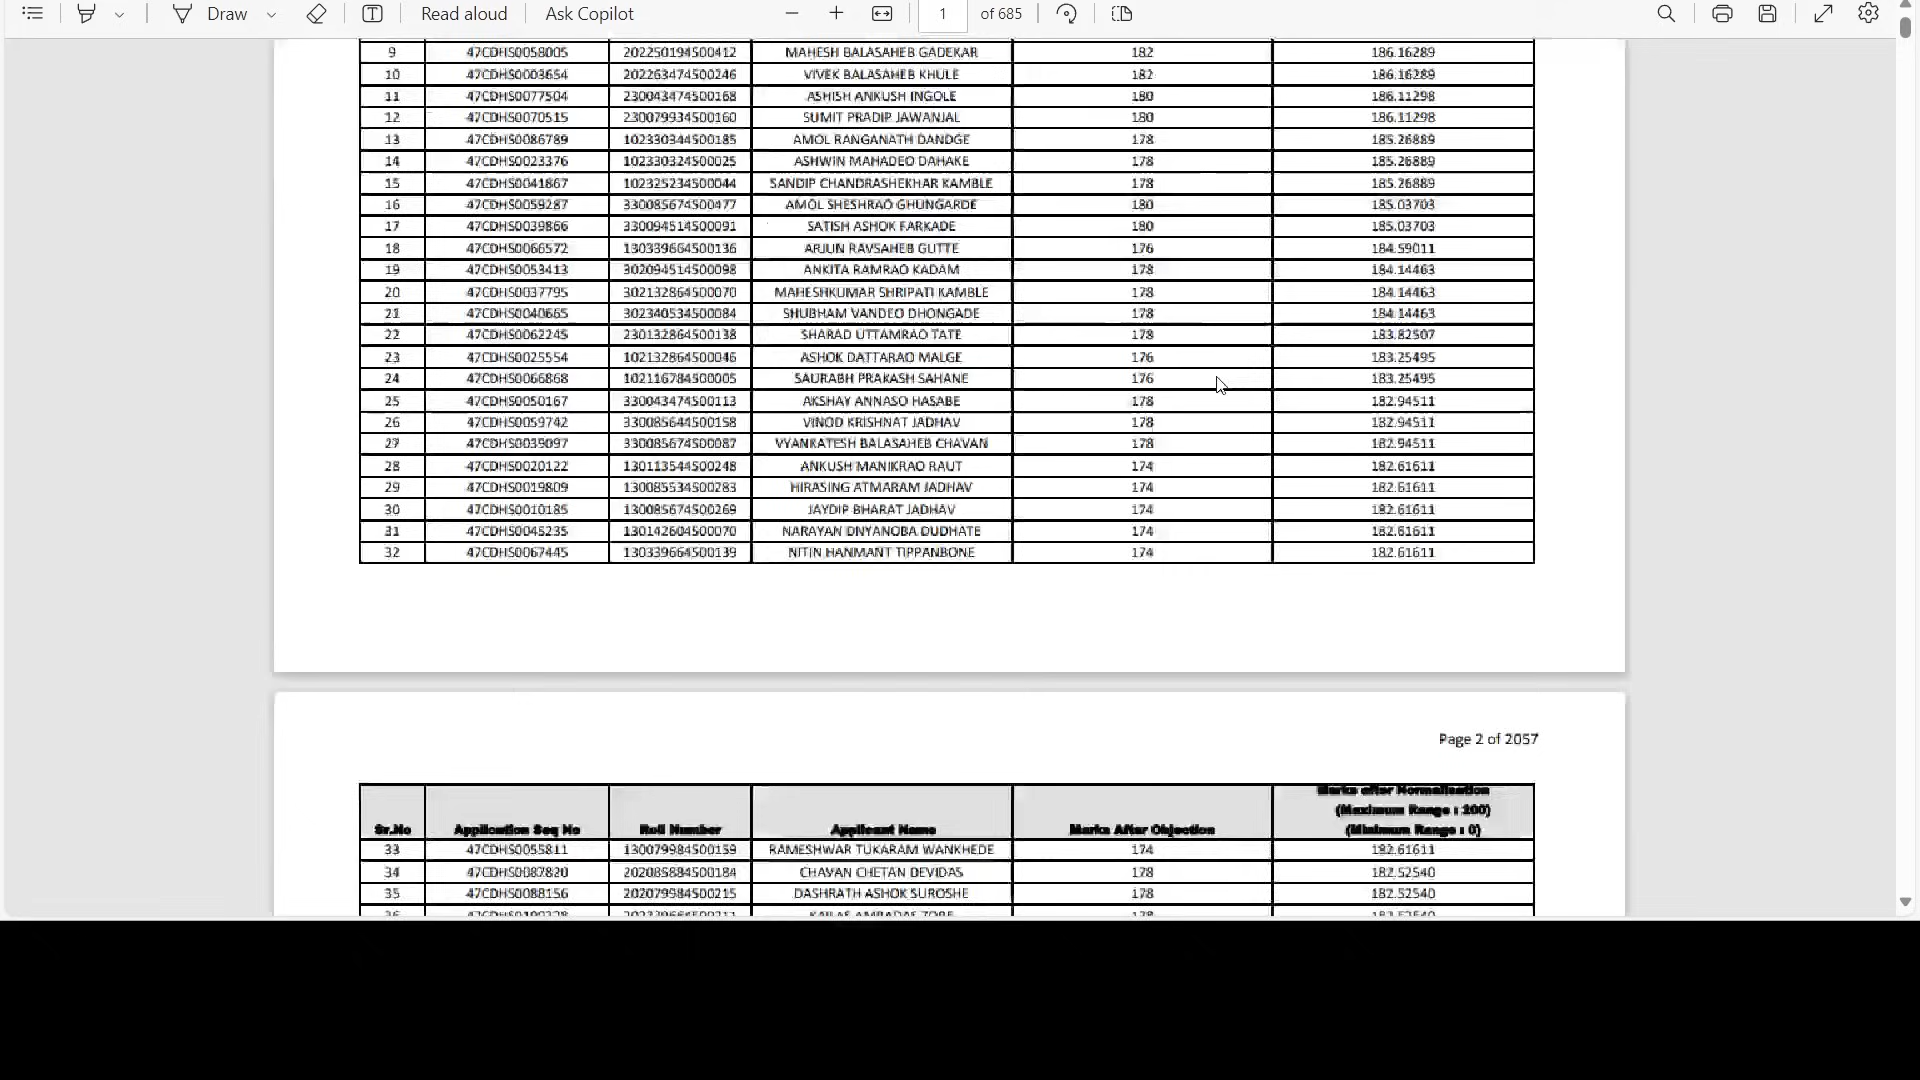 Draw Read aloud Ask Copilot 1 of 685
9 47CDHS0058005 202250194500412 MAHESH BALASAHEB GADEKAR 182 186.16289
10 47CDHS0003654 202263474500246 VIVEK BALASAHEB KHULE 182 186.16289
11 47CDHS0077504 230043474500168 ASHISH ANKUSH INGOLE 180 186.11298
12 47CDHS0070515 230079934500160 SUMIT PRADIP JAWANJAL 180 186.11298
13 47CDHS0086789 102330344500185 AMOL RANGANATH DANDGE 178 185.26889
14 47CDHS0023376 102330324500025 ASHWIN MAHADEO DAHAKE 178 185.26889
15 47CDHS0041867 102325234500044 SANDIP CHANDRASHEKHAR KAMBLE 178 185.26889
16 47CDHS0059287 330085674500477 AMOL SHESHRAO GHUNGARDE 180 185.03703
17 47CDHS0039866 330094514500091 SATISH ASHOK FARKADE 180 185.03703
18 47CDHS0066572 130339664500136 ARJUN RAVSAHEB GUTTE 176 184.59011
19 47CDHS0053413 302094514500098 ANKITA RAMRAO KADAM 178 184.14463
20 47CDHS0037795 302132864500070 MAHESHKUMAR SHRIPATI KAMBLE 178 184.14463
21 47CDHS0040665 302340534500084 SHUBHAM VANDEO DHONGADE 178 184.14463
22 47CDHS0062245 230132864500138 SHARAD UTTAMRAO TATE 178 183.82507
23 47CDHS0025554 102132864500046 ASHOK DATTARAO MALGE 176 183.25495
24 47CDHS0066868 102116784500005 SAURABH PRAKASH SAHANE 176 183.25495
25 47CDHS0050167 330043474500113 AKSHAY ANNASO HASABE 178 182.94511
26 47CDHS0059742 330085644500158 VINOD KRISHNAT JADHAV 178 182.94511
27 47CDHS0039097 330085674500087 VYANKATESH BALASAHEB CHAVAN 178 182.94511
28 47CDHS0020122 130113544500248 ANKUSH MANIKRAO RAUT 174 182.61611
29 47CDHS0019809 130085534500283 HIRASING ATMARAM JADHAV 174 182.61611
30 47CDHS0010185 130085674500269 JAYDIP BHARAT JADHAV 174 182.61611
31 47CDHS0045235 130142604500070 NARAYAN DNYANOBA DUDHATE 174 182.61611
32 47CDHS0067445 130339664500139 NITIN HANMANT TIPPANBONE 174 182.61611
Page 2 of 2057
Marks after Normalisation
(Maximum Range : 200)
Sr.No Application Seq No Roll Number Applicant Name Marks After Objection (Minimum Range : 0)
33 47CDHS0055811 130079984500159 RAMESHWAR TUKARAM WANKHEDE 174 182.61611
34 47CDHS0087820 202085884500184 CHAVAN CHETAN DEVIDAS 178 182.52540
35 47CDHS0088156 202079984500215 DASHRATH ASHOK SUROSHE 178 182.52540